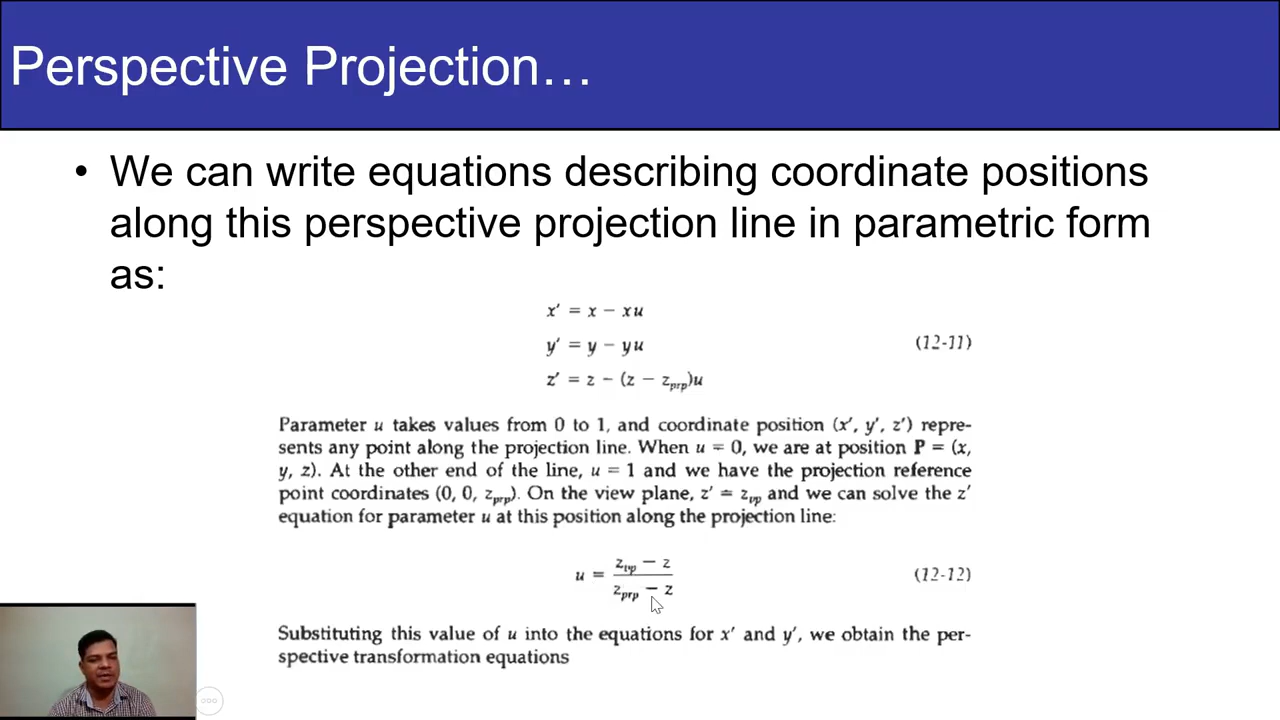 Perspective Projection...
• We can write equations describing coordinate positions
along this perspective projection line in parametric form
as:
x' = x − xu
y' = y − yu (12-11)
z' = z − (z − z_prp)u
Parameter u takes values from 0 to 1, and coordinate position (x', y', z') repre-
sents any point along the projection line. When u = 0, we are at position P = (x,
y, z). At the other end of the line, u = 1 and we have the projection reference
point coordinates (0, 0, z_prp). On the view plane, z' = z_vp and we can solve the z'
equation for parameter u at this position along the projection line:
u = (z_vp − z) / (z_prp − z) (12-12)
Substituting this value of u into the equations for x' and y', we obtain the per-
spective transformation equations